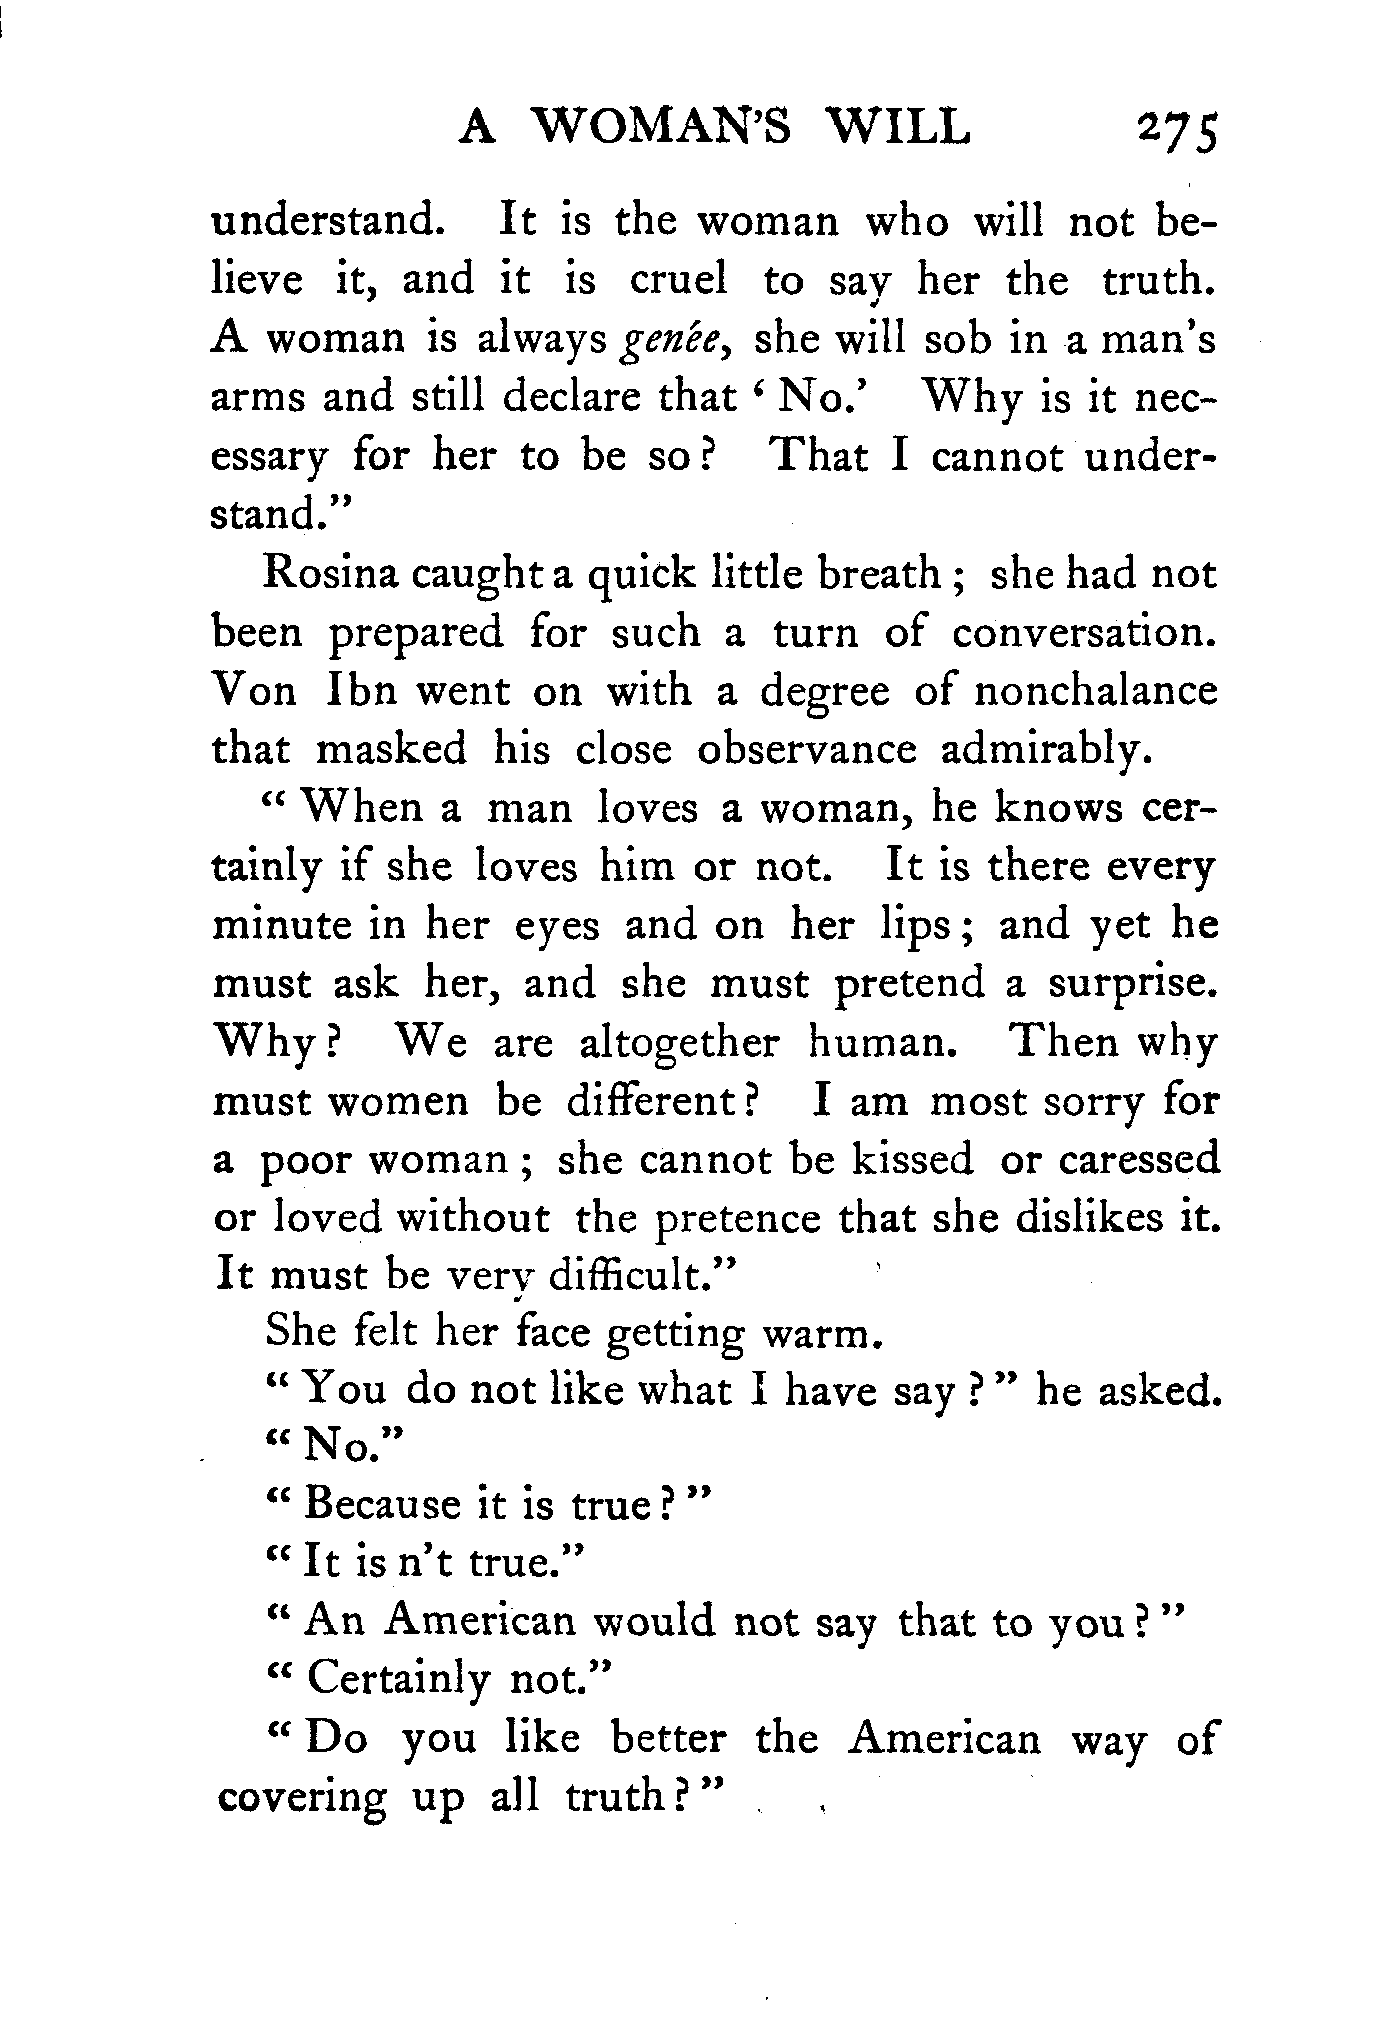 A WOMAN'S WILL 275
understand. It is the woman who will not be-
lieve it, and it is cruel to say her the truth.
A woman is always genée, she will sob in a man's
arms and still declare that ‘ No.’ Why is it nec-
essary for her to be so? That I cannot under-
stand.”
Rosina caught a quick little breath ; she had not
been prepared for such a turn of conversation.
Von Ibn went on with a degree of nonchalance
that masked his close observance admirably.
“ When a man loves a woman, he knows cer-
tainly if she loves him or not. It is there every
minute in her eyes and on her lips ; and yet he
must ask her, and she must pretend a surprise.
Why? We are altogether human. Then why
must women be different? I am most sorry for
a poor woman ; she cannot be kissed or caressed
or loved without the pretence that she dislikes it.
It must be very difficult.”
She felt her face getting warm.
“ You do not like what I have say ? ” he asked.
“ No.”
“ Because it is true? ”
“ It is n’t true.”
“ An American would not say that to you? ”
“ Certainly not.”
“ Do you like better the American way of
covering up all truth? ”